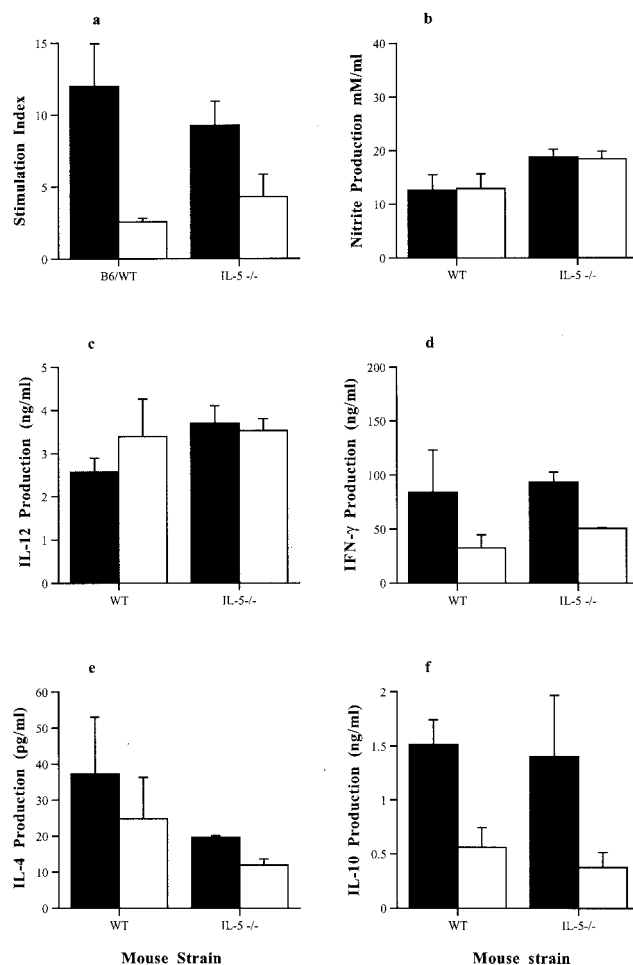 a
Stimulation Index
15
10
5
0
B6/WT
IL-5 -/-
b
Nitrite Production mM/ml
40
30
20
10
0
WT
IL-5 -/-
c
IL-12 Production (ng/ml)
5
4
3
2
1
0
WT
IL-5-/-
d
IFN-γ Production (ng/ml)
200
150
100
50
0
WT
IL-5 -/-
e
IL-4 Production (pg/ml)
60
50
40
30
20
10
0
WT
IL-5 -/-
Mouse Strain
f
IL-10 Production (ng/ml)
2
1.5
1
0.5
0
WT
IL-5-/-
Mouse strain